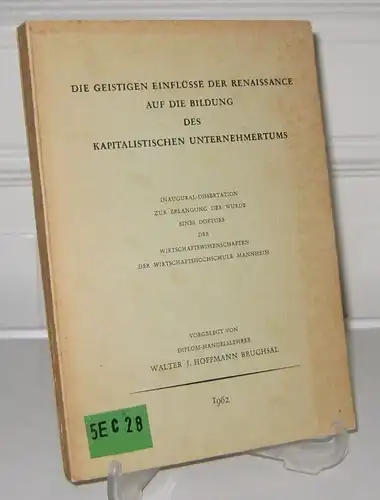 DIE GEISTIGEN EINFLÜSSE DER RENAISSANCE
AUF DIE BILDUNG
DES
KAPITALISTISCHEN UNTERNEHMERTUMS
INAUGURAL-DISSERTATION
ZUR ERLANGUNG DER WÜRDE
EINES DOKTORS
DER
WIRTSCHAFTSWISSENSCHAFTEN
DER WIRTSCHAFTSHOCHSCHULE MANNHEIM
VORGELEGT VON
DIPLOM-HANDELSLEHRER
WALTER J. HOFFMANN BRUCHSAL
1962
5E C 28